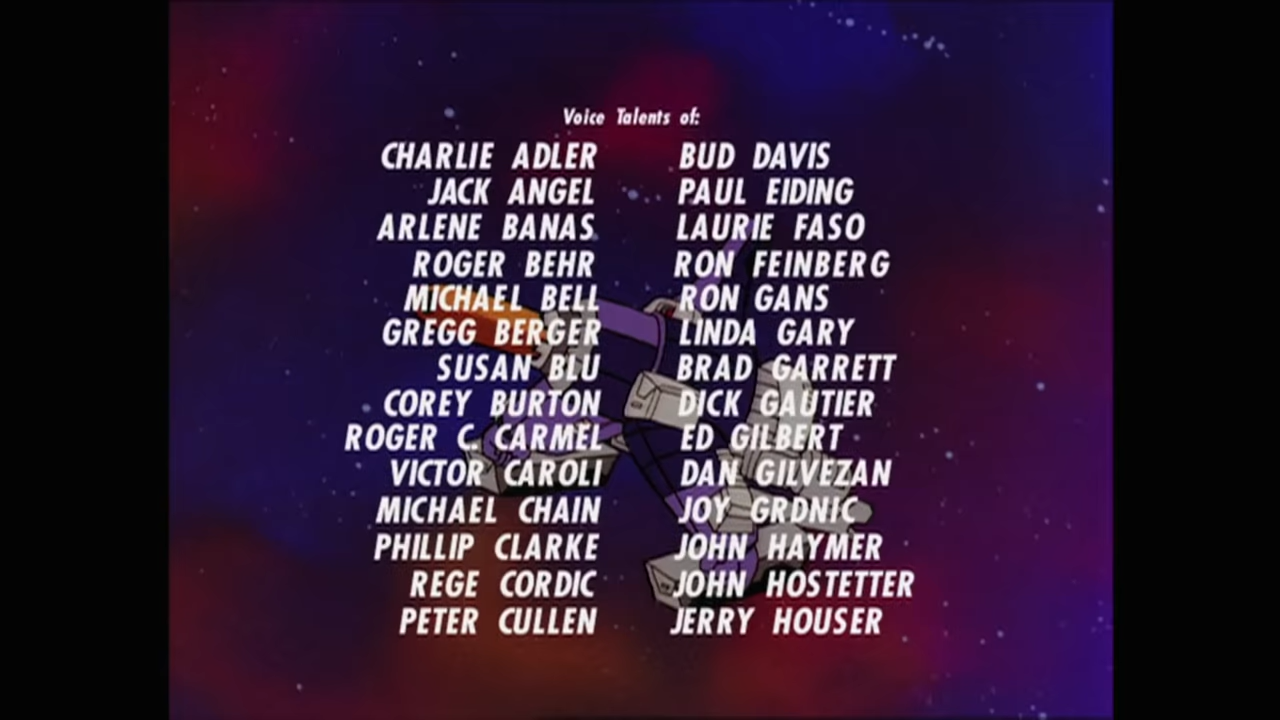 Voice Talents of:
CHARLIE ADLER
JACK ANGEL
ARLENE BANAS
ROGER BEHR
MICHAEL BELL
GREGG BERGER
SUSAN BLU
COREY BURTON
ROGER C. CARMEL
VICTOR CAROLI
MICHAEL CHAIN
PHILLIP CLARKE
REGE CORDIC
PETER CULLEN
BUD DAVIS
PAUL EIDING
LAURIE FASO
RON FEINBERG
RON GANS
LINDA GARY
BRAD GARRETT
DICK GAUTIER
ED GILBERT
DAN GILVEZAN
JOY GRDNIC
JOHN HAYMER
JOHN HOSTETTER
JERRY HOUSER